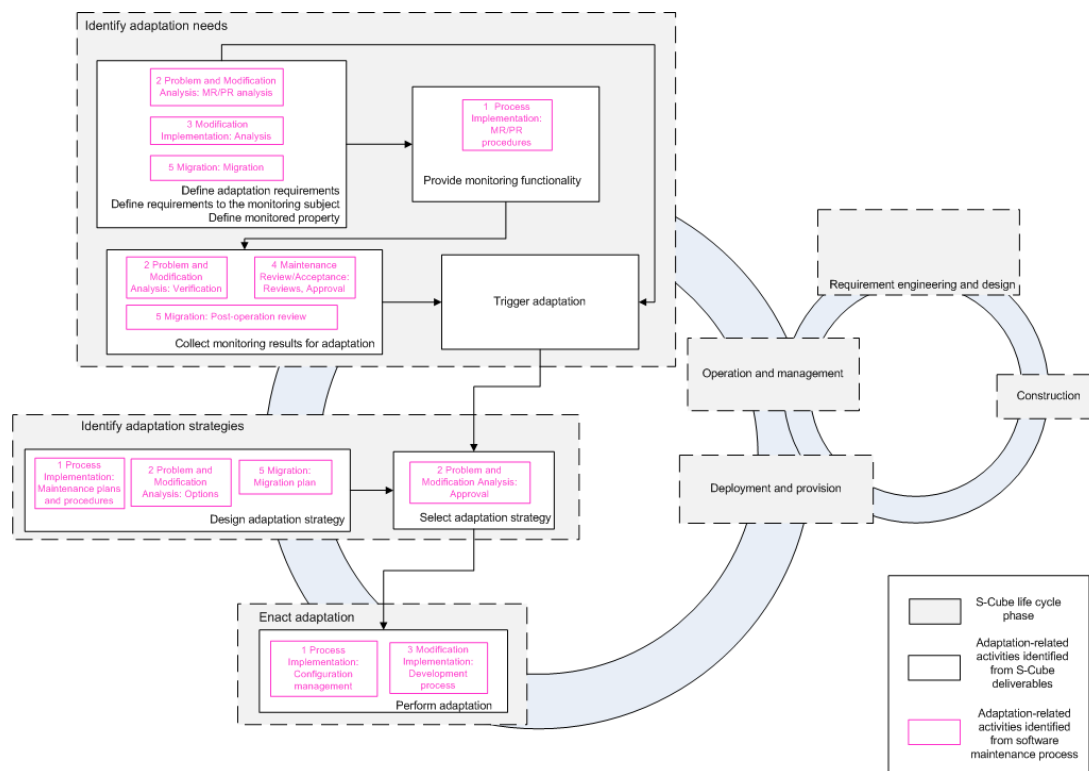 Identify adaptation needs
2 Problem and Modification
Analysis: MR/PR analysis
3 Modification
Implementation: Analysis
5 Migration: Migration
Define adaptation requirements
Define requirements to the monitoring subject
Define monitored property
1 Process
Implementation:
MR/PR
procedures
Provide monitoring functionality
2 Problem and
Modification
Analysis: Verification
4 Maintenance
Review/Acceptance:
Reviews, Approval
5 Migration: Post-operation review
Collect monitoring results for adaptation
Trigger adaptation
Requirement engineering and design
Operation and management
Construction
Deployment and provision
Identify adaptation strategies
1 Process
Implementation:
Maintenance plans
and procedures
2 Problem and
Modification
Analysis: Options
5 Migration:
Migration plan
Design adaptation strategy
2 Problem and
Modification Analysis:
Approval
Select adaptation strategy
Enact adaptation
1 Process
Implementation:
Configuration
management
3 Modification
Implementation:
Development
process
Perform adaptation
S-Cube life cycle
phase
Adaptation-related
activities identified
from S-Cube
deliverables
Adaptation-related
activities identified
from software
maintenance process